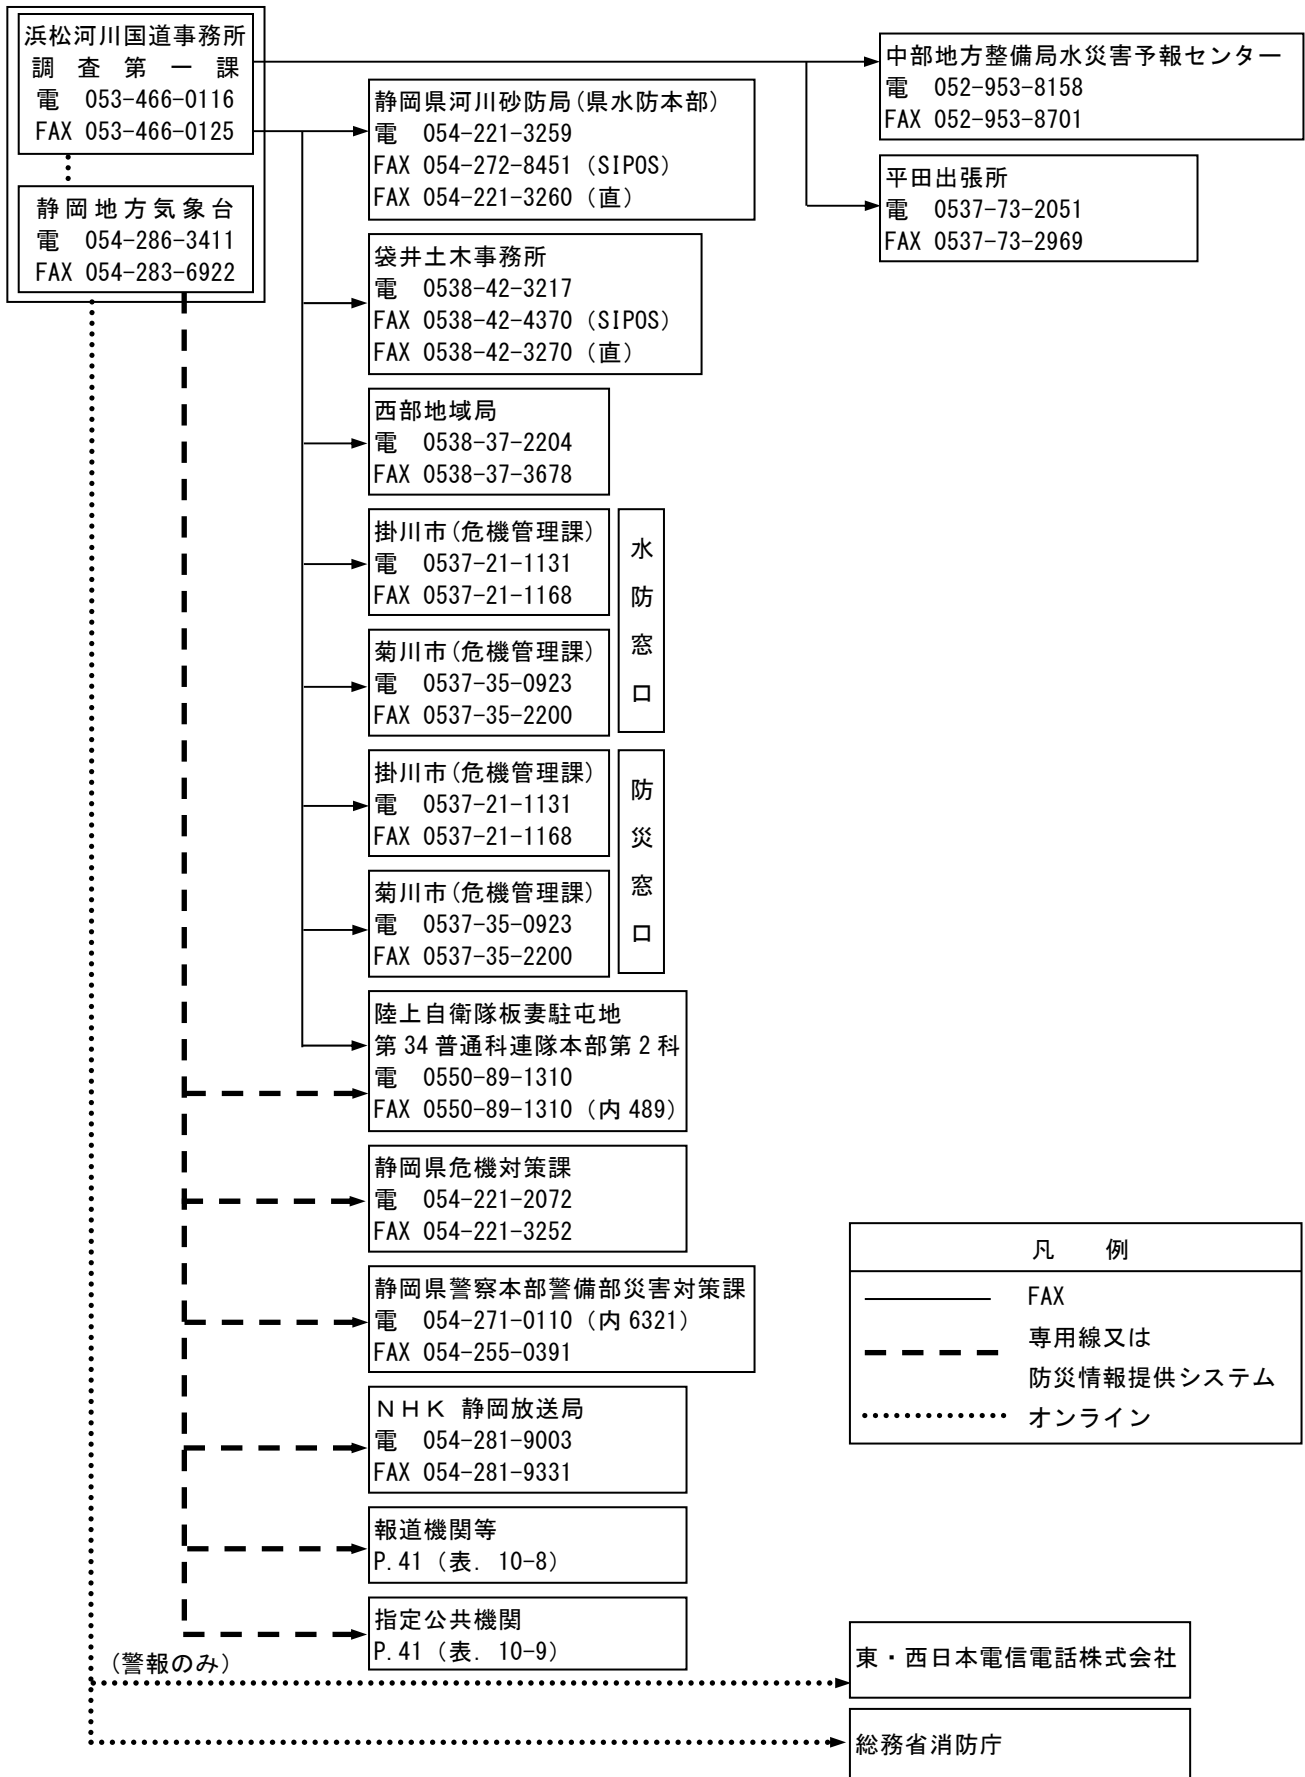 浜松河川国道事務所
調査第一課
電 053-466-0116
FAX 053-466-0125
静岡地方気象台
電 054-286-3411
FAX 054-283-6922
中部地方整備局水災害予報センター
電 052-953-8158
FAX 052-953-8701
平田出張所
電 0537-73-2051
FAX 0537-73-2969
静岡県河川砂防局(県水防本部)
電 054-221-3259
FAX 054-272-8451(SIPOS)
FAX 054-221-3260(直)
袋井土木事務所
電 0538-42-3217
FAX 0538-42-4370(SIPOS)
FAX 0538-42-3270(直)
西部地域局
電 0538-37-2204
FAX 0538-37-3678
掛川市(危機管理課)
電 0537-21-1131
FAX 0537-21-1168
菊川市(危機管理課)
電 0537-35-0923
FAX 0537-35-2200
水防窓口
掛川市(危機管理課)
電 0537-21-1131
FAX 0537-21-1168
菊川市(危機管理課)
電 0537-35-0923
FAX 0537-35-2200
防災窓口
陸上自衛隊板妻駐屯地
第34普通科連隊本部第2科
電 0550-89-1310
FAX 0550-89-1310(内489)
静岡県危機対策課
電 054-221-2072
FAX 054-221-3252
静岡県警察本部警備部災害対策課
電 054-271-0110(内6321)
FAX 054-255-0391
NHK 静岡放送局
電 054-281-9003
FAX 054-281-9331
報道機関等
P.41(表. 10-8)
指定公共機関
P.41(表. 10-9)
(警報のみ)
東・西日本電信電話株式会社
総務省消防庁
凡 例
FAX
専用線又は
防災情報提供システム
オンライン